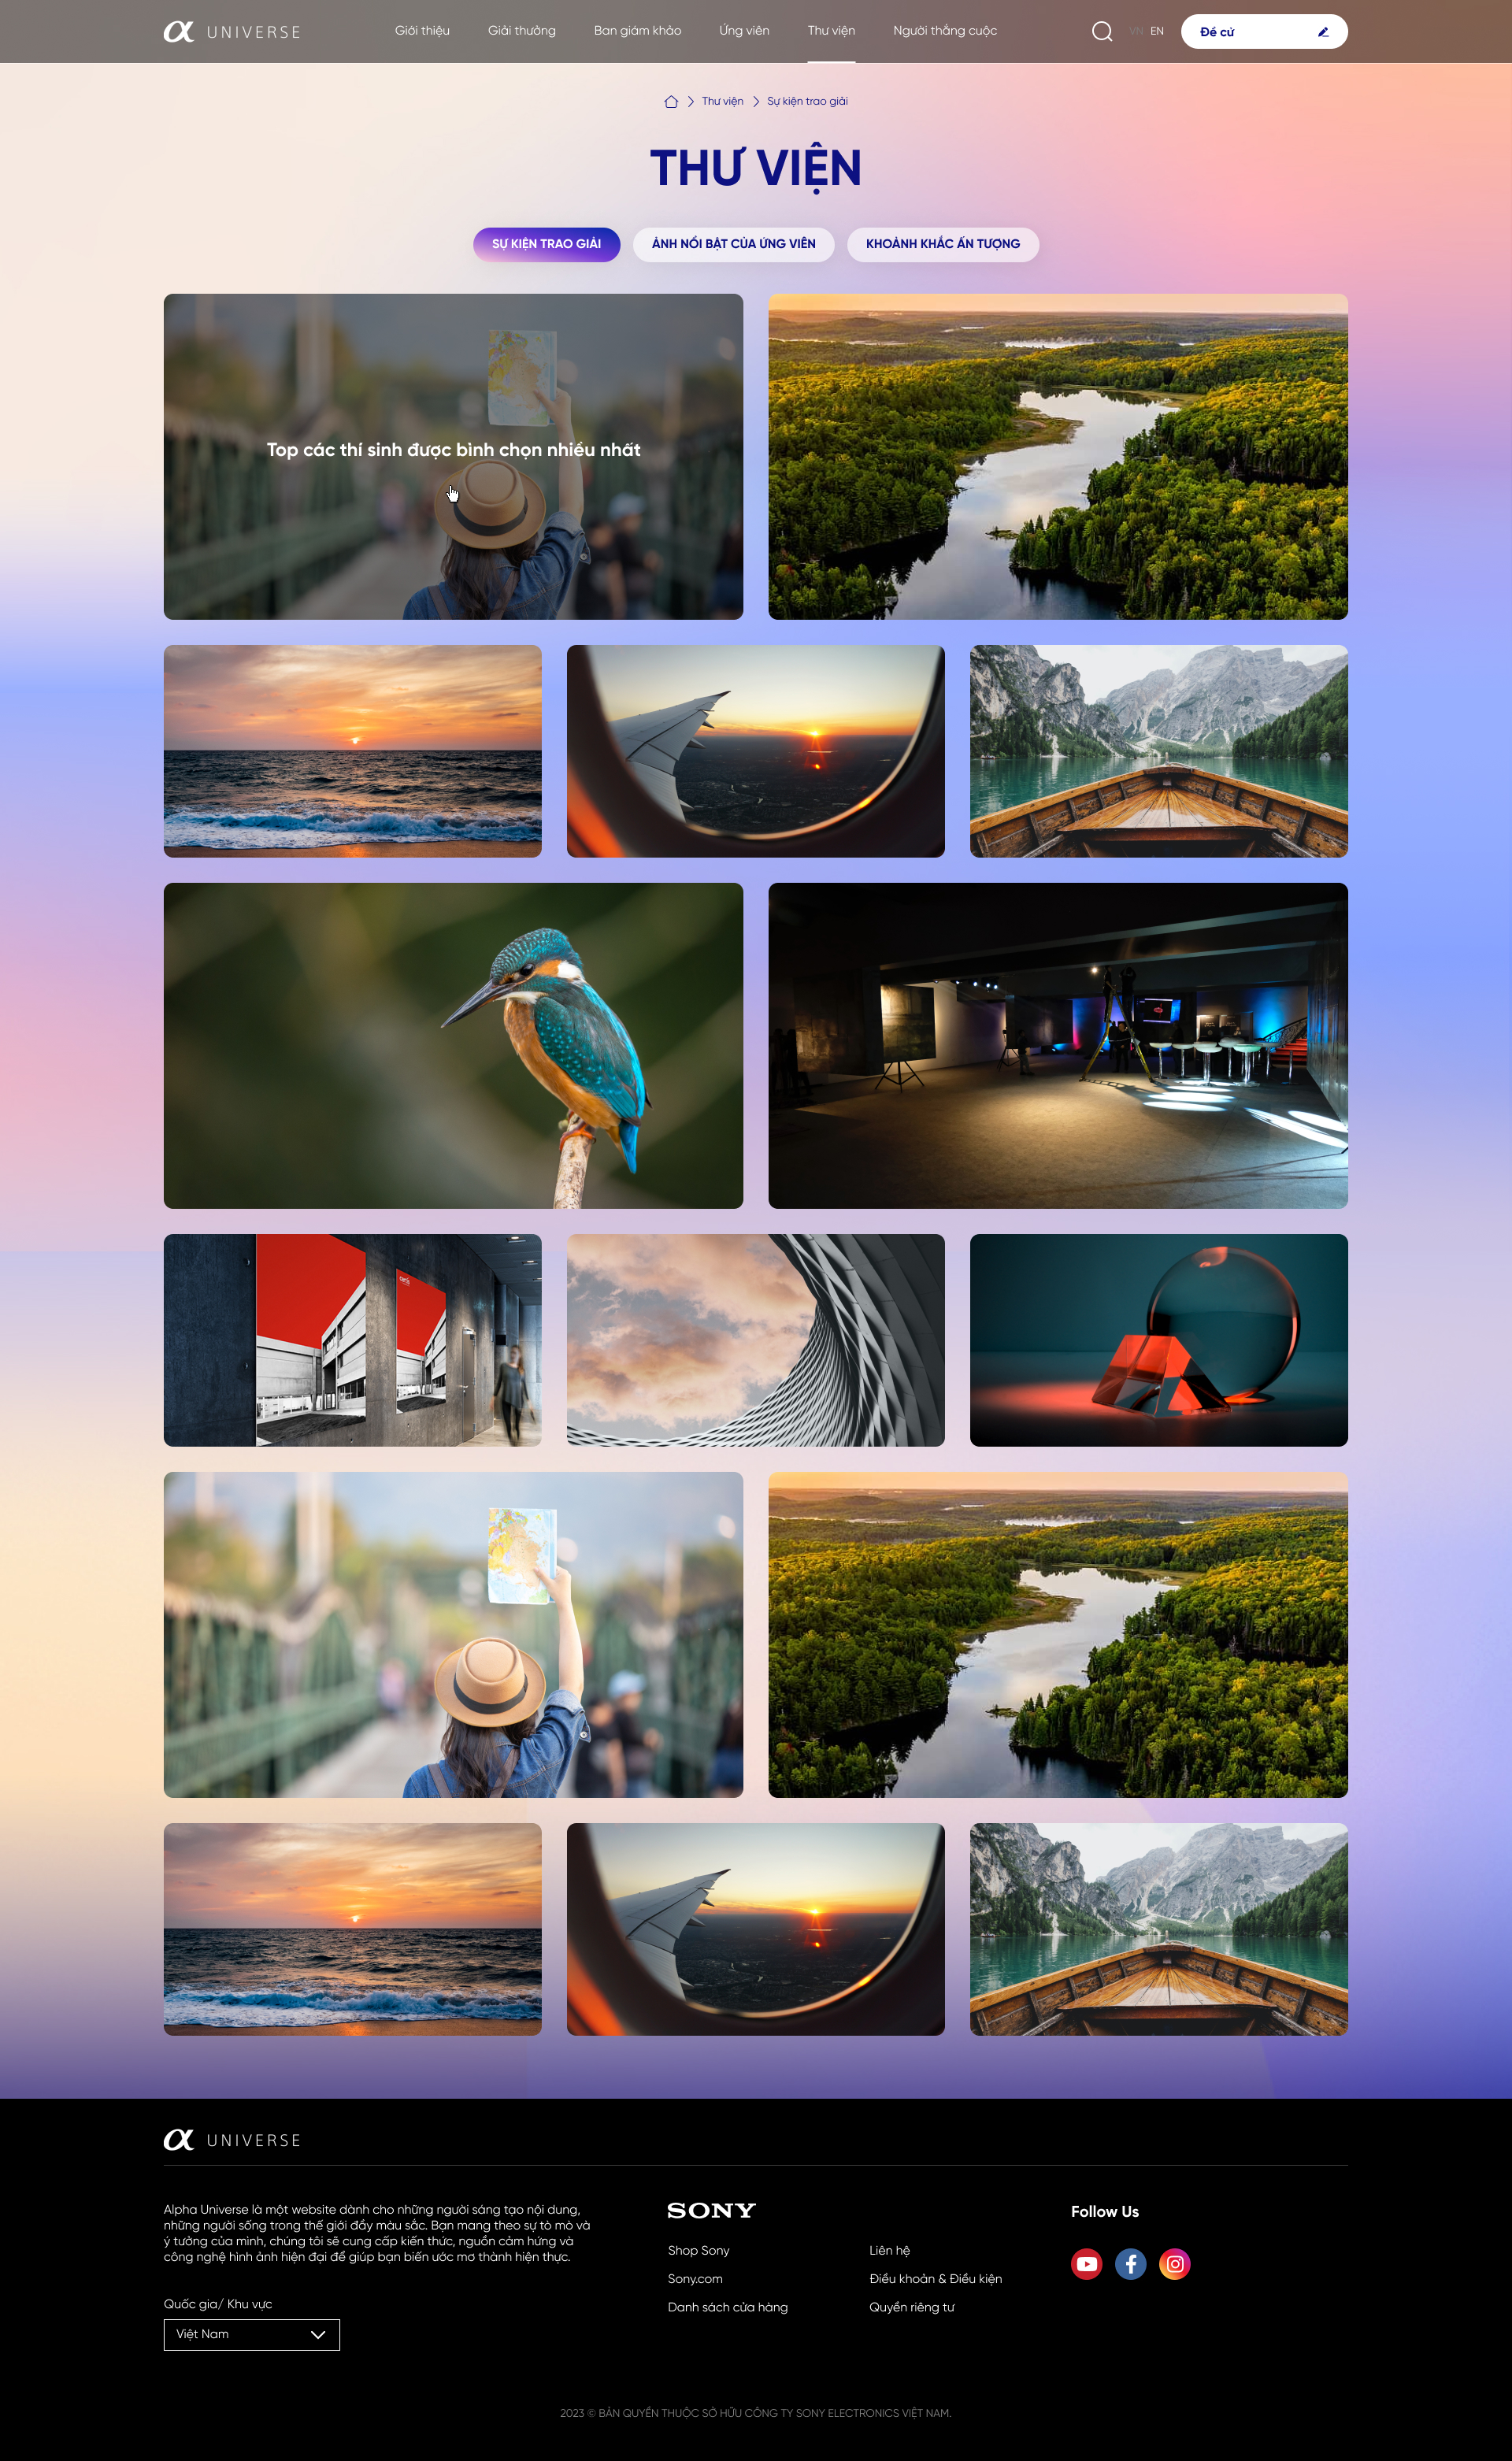 α UNIVERSE
Giới thiệu
Giải thưởng
Ban giám khảo
Ứng viên
Thư viện
Người thắng cuộc
VN EN
Đề cử
Thư viện
Sự kiện trao giải
THƯ VIỆN
SỰ KIỆN TRAO GIẢI
ẢNH NỔI BẬT CỦA ỨNG VIÊN
KHOẢNH KHẮC ẤN TƯỢNG
Top các thí sinh được bình chọn nhiều nhất
α UNIVERSE
Alpha Universe là một website dành cho những người sáng tạo nội dung,
những người sống trong thế giới đầy màu sắc. Bạn mang theo sự tò mò và
ý tưởng của mình, chúng tôi sẽ cung cấp kiến thức, nguồn cảm hứng và
công nghệ hình ảnh hiện đại để giúp bạn biến ước mơ thành hiện thực.
Quốc gia/ Khu vực
Việt Nam
SONY
Shop Sony
Sony.com
Danh sách cửa hàng
Liên hệ
Điều khoản & Điều kiện
Quyền riêng tư
Follow Us
2023 © BẢN QUYỀN THUỘC SỞ HỮU CÔNG TY SONY ELECTRONICS VIỆT NAM.